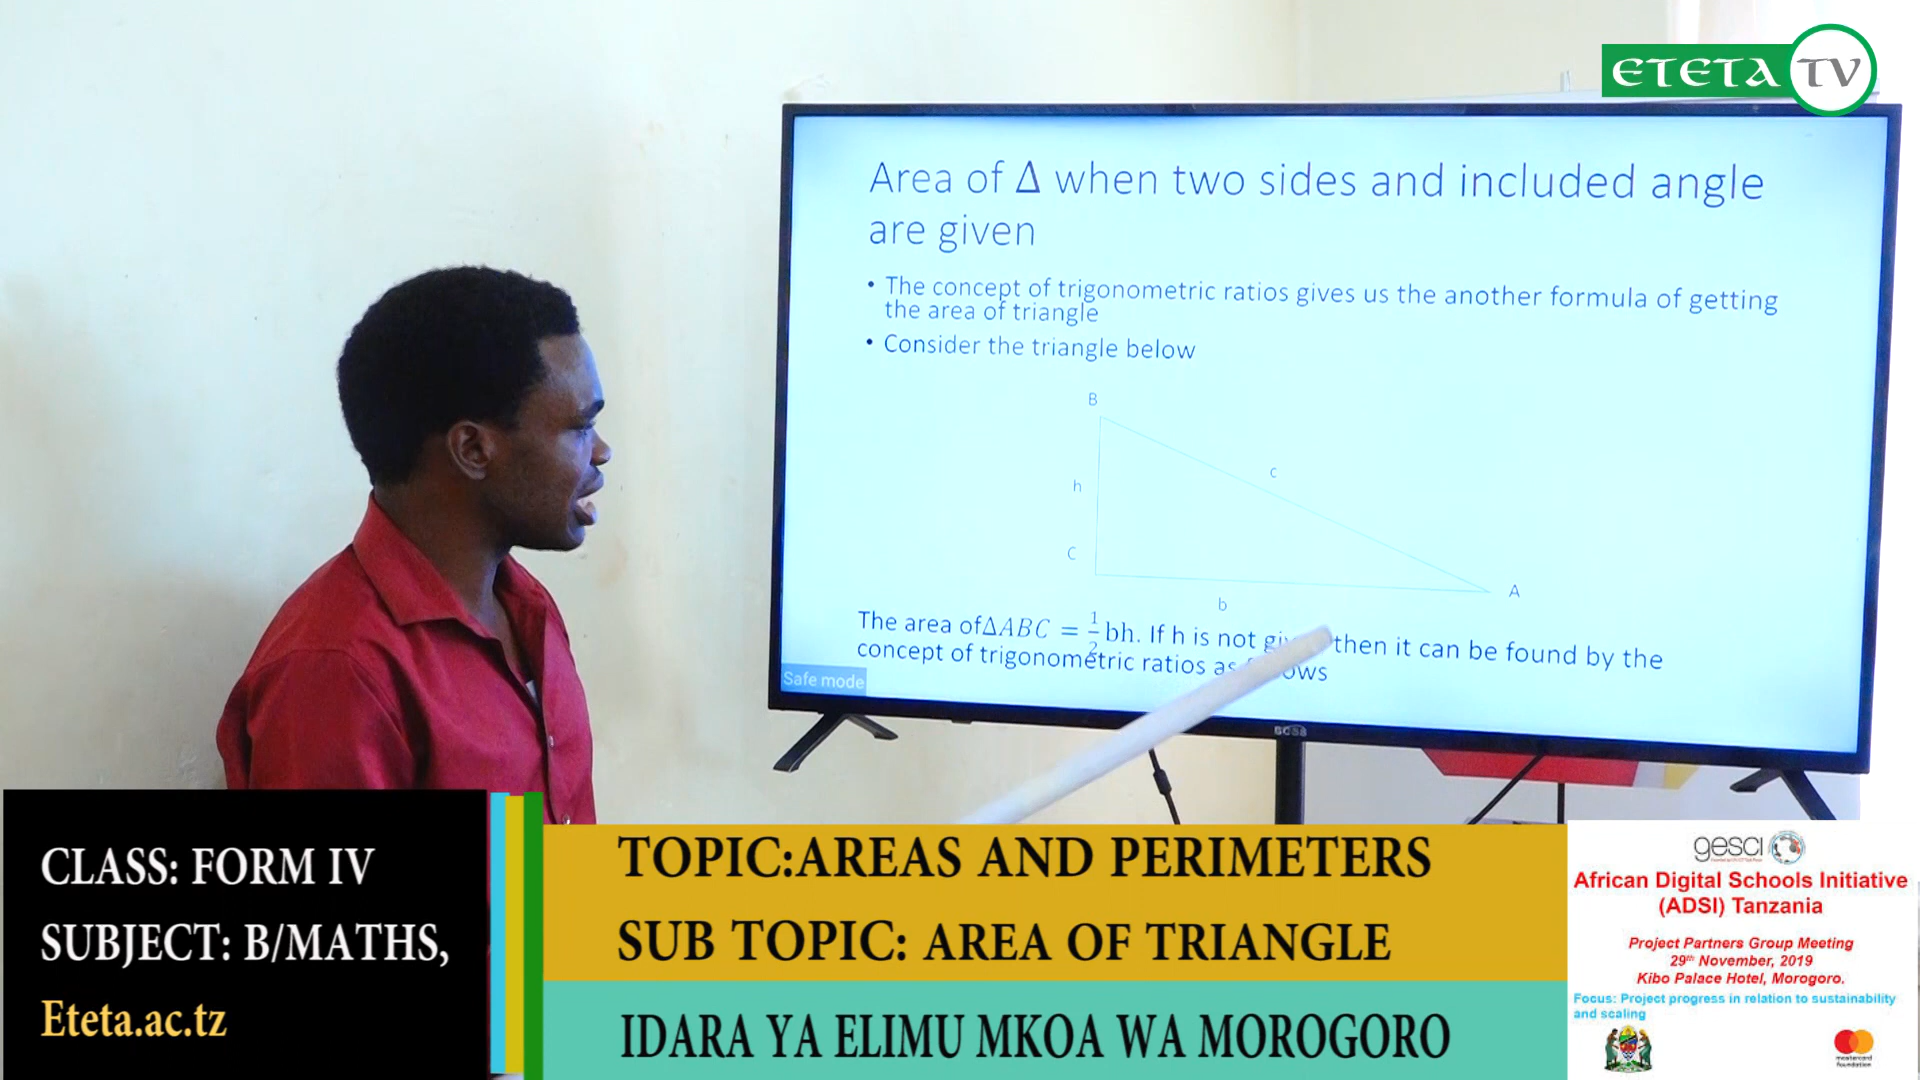 ETETA TV
Area of Δ when two sides and included angle
are given
• The concept of trigonometric ratios gives us the another formula of getting
the area of triangle
• Consider the triangle below
B
h
c
C
A
b
The area ofΔABC = 1/2 bh. If h is not then it can be found by the
concept of trigonometric ratios as
Safe mode
CLASS: FORM IV
SUBJECT: B/MATHS,
Eteta.ac.tz
TOPIC:AREAS AND PERIMETERS
SUB TOPIC: AREA OF TRIANGLE
IDARA YA ELIMU MKOA WA MOROGORO
gesci
African Digital Schools Initiative
(ADSI) Tanzania
Project Partners Group Meeting
29th November, 2019
Kibo Palace Hotel, Morogoro.
Focus: Project progress in relation to sustainability
and scaling
mastercard
foundation